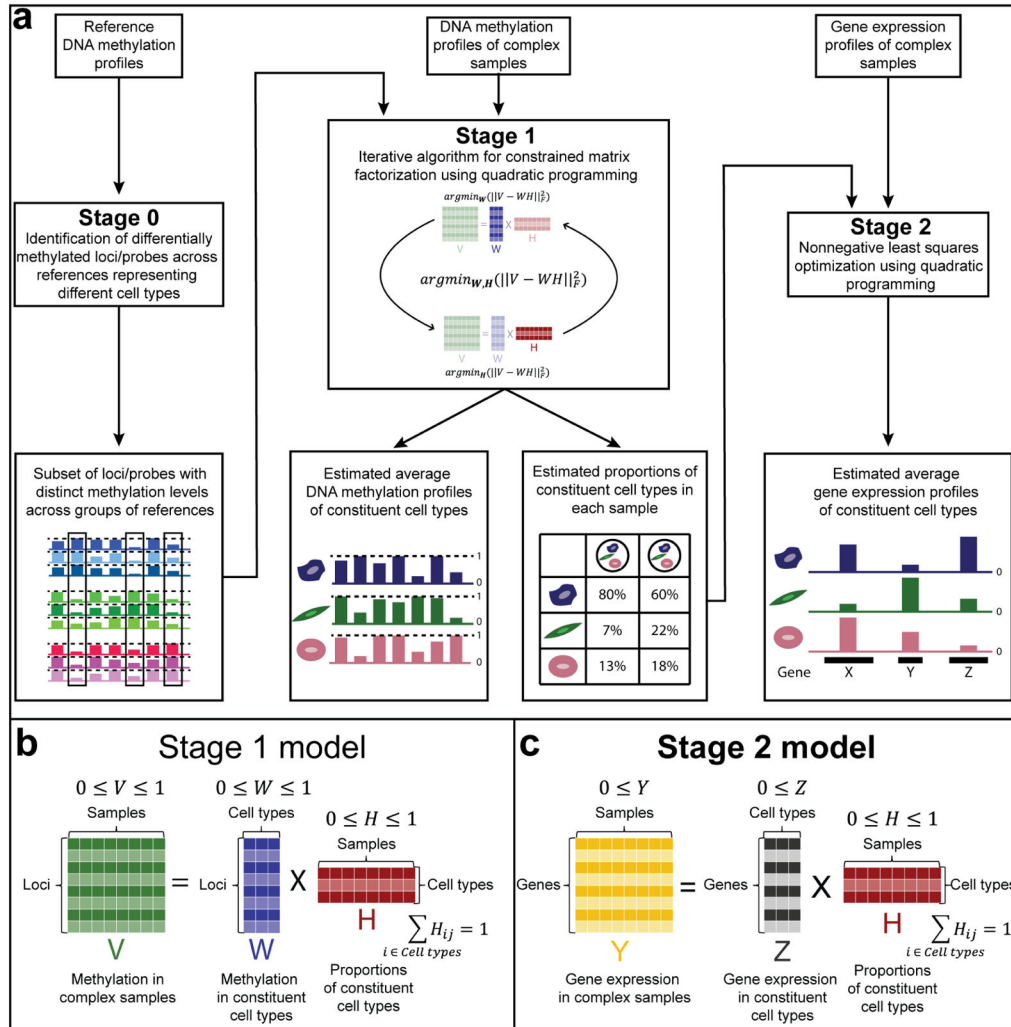 a
Reference
DNA methylation
profiles
DNA methylation
profiles of complex
samples
Gene expression
profiles of complex
samples
Stage 0
Identification of differentially
methylated loci/probes across
references representing
different cell types
Stage 1
Iterative algorithm for constrained matrix
factorization using quadratic programming
argmin_W(||V − WH||²_F)
V = W X H
argmin_W,H(||V − WH||²_F)
V = W X H
argmin_H(||V − WH||²_F)
Stage 2
Nonnegative least squares
optimization using quadratic
programming
Subset of loci/probes with
distinct methylation levels
across groups of references
Estimated average
DNA methylation profiles
of constituent cell types
1
0
1
0
1
0
Estimated proportions of
constituent cell types in
each sample
80% 60%
7% 22%
13% 18%
Estimated average
gene expression profiles
of constituent cell types
0
0
0
Gene X Y Z
b Stage 1 model
0 ≤ V ≤ 1
Samples
Loci
V
Methylation in
complex samples
=
0 ≤ W ≤ 1
Cell types
Loci
W
Methylation
in constituent
cell types
X
0 ≤ H ≤ 1
Samples
Cell types
H
∑ H_ij = 1
i ∈ Cell types
Proportions
of constituent
cell types
c Stage 2 model
0 ≤ Y
Samples
Genes
Y
Gene expression
in complex samples
=
0 ≤ Z
Cell types
Genes
Z
Gene expression
in constituent
cell types
X
0 ≤ H ≤ 1
Samples
Cell types
H
∑ H_ij = 1
i ∈ Cell types
Proportions
of constituent
cell types